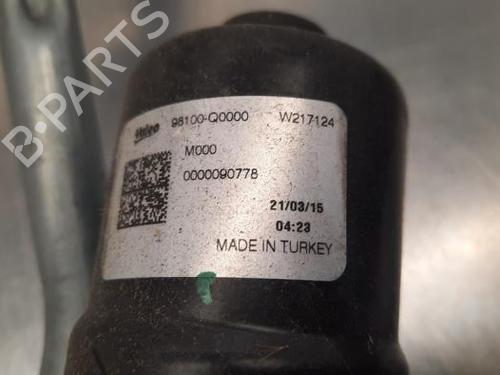 B-PARTS
Valeo 98100-Q0000 W217124
M000
0000090778
21/03/15
04:23
MADE IN TURKEY